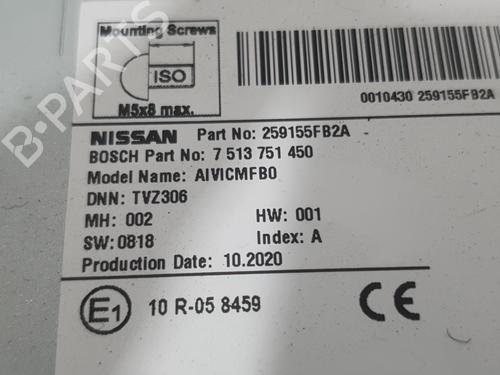 Mounting Screws
ISO
M5x8 max.
0010430 259155FB2A
NISSAN Part No: 259155FB2A
BOSCH Part No: 7 513 751 450
Model Name: AIVICMFB0
DNN: TVZ306
MH: 002 HW: 001
SW:0818 Index: A
Production Date: 10.2020
E1 10 R-05 8459 CE
B-PARTS